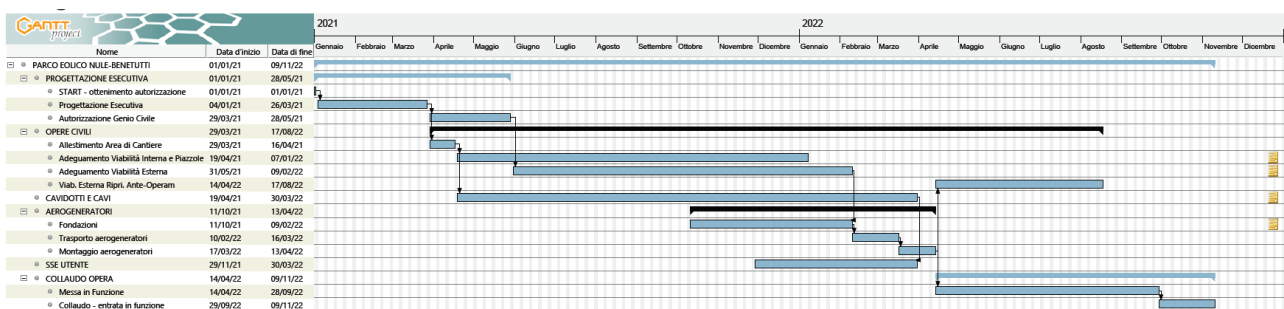 GANTT project
2021 2022
Nome Data d'inizio Data di fine Gennaio Febbraio Marzo Aprile Maggio Giugno Luglio Agosto Settembre Ottobre Novembre Dicembre Gennaio Febbraio Marzo Aprile Maggio Giugno Luglio Agosto Settembre Ottobre Novembre Dicembre
PARCO EOLICO NULE-BENETUTTI 01/01/21 09/11/22
PROGETTAZIONE ESECUTIVA 01/01/21 28/05/21
START - ottenimento autorizzazione 01/01/21 01/01/21
Progettazione Esecutiva 04/01/21 26/03/21
Autorizzazione Genio Civile 29/03/21 28/05/21
OPERE CIVILI 29/03/21 17/08/22
Allestimento Area di Cantiere 29/03/21 16/04/21
Adeguamento Viabilità Interna e Piazzole 19/04/21 07/01/22
Adeguamento Viabilità Esterna 31/05/21 09/02/22
Viab. Esterna Ripri. Ante-Operam 14/04/22 17/08/22
CAVIDOTTI E CAVI 19/04/21 30/03/22
AEROGENERATORI 11/10/21 13/04/22
Fondazioni 11/10/21 09/02/22
Trasporto aerogeneratori 10/02/22 16/03/22
Montaggio aerogeneratori 17/03/22 13/04/22
SSE UTENTE 29/11/21 30/03/22
COLLAUDO OPERA 14/04/22 09/11/22
Messa in Funzione 14/04/22 28/09/22
Collaudo - entrata in funzione 29/09/22 09/11/22